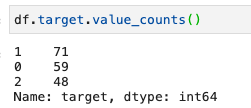 df.target.value_counts()
1    71
0    59
2    48
Name: target, dtype: int64